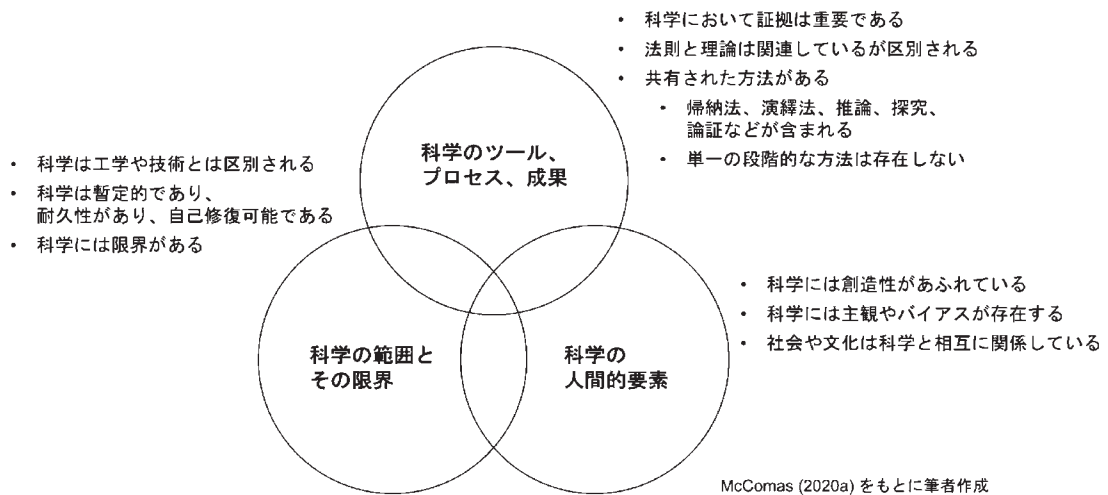 ・ 科学において証拠は重要である
・ 法則と理論は関連しているが区別される
・ 共有された方法がある
・ 帰納法、演繹法、推論、探究、
論証などが含まれる
・ 単一の段階的な方法は存在しない
科学のツール、
プロセス、成果
・ 科学は工学や技術とは区別される
・ 科学は暫定的であり、
耐久性があり、自己修復可能である
・ 科学には限界がある
科学の範囲と
その限界
科学の
人間的要素
・ 科学には創造性があふれている
・ 科学には主観やバイアスが存在する
・ 社会や文化は科学と相互に関係している
McComas (2020a) をもとに筆者作成